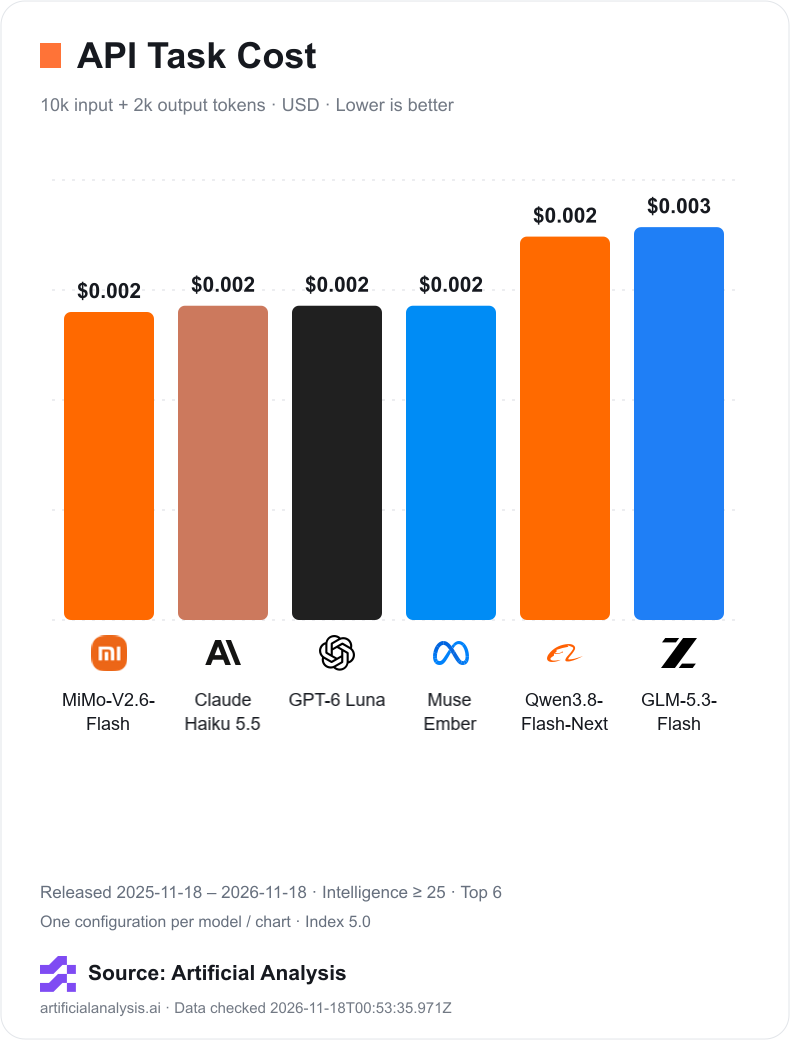 API Task Cost
10k input + 2k output tokens · USD · Lower is better
$0.002
$0.002
$0.002
$0.002
$0.002
$0.003
MiMo-V2.6-
Flash
Claude
Haiku 5.5
GPT-6 Luna
Muse
Ember
Qwen3.8-
Flash-Next
GLM-5.3-
Flash
Released 2025-11-18 – 2026-11-18 · Intelligence ≥ 25 · Top 6
One configuration per model / chart · Index 5.0
Source: Artificial Analysis
artificialanalysis.ai · Data checked 2026-11-18T00:53:35.971Z